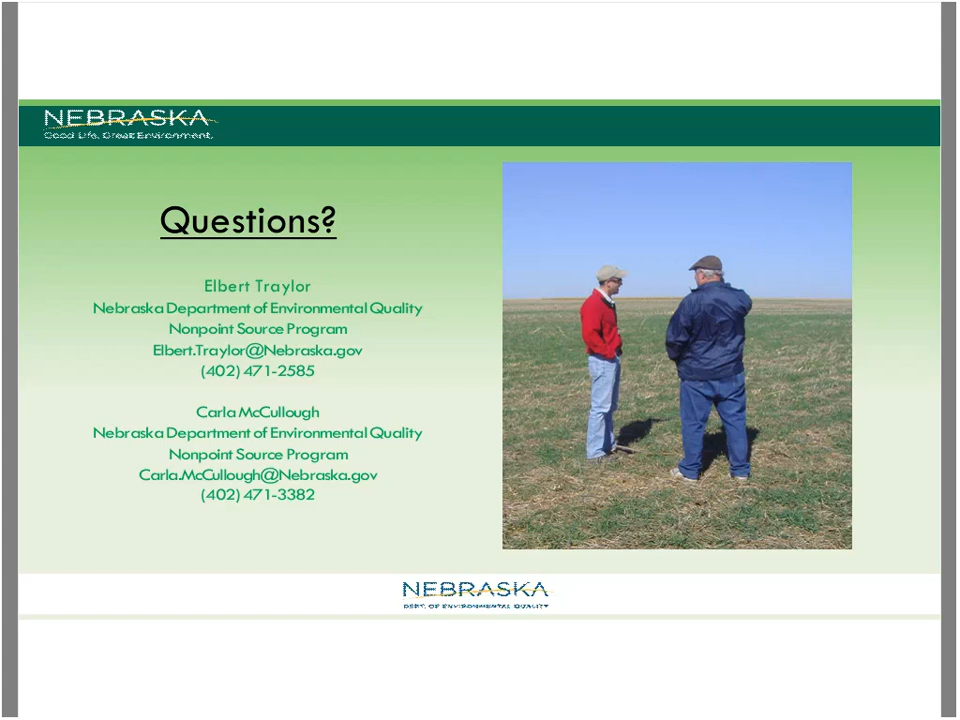 NEBRASKA
Good Life. Great Environment.
Questions?
Elbert Traylor
Nebraska Department of Environmental Quality
Nonpoint Source Program
Elbert.Traylor@Nebraska.gov
(402) 471-2585
Carla McCullough
Nebraska Department of Environmental Quality
Nonpoint Source Program
Carla.McCullough@Nebraska.gov
(402) 471-3382
NEBRASKA
DEPT. OF ENVIRONMENTAL QUALITY